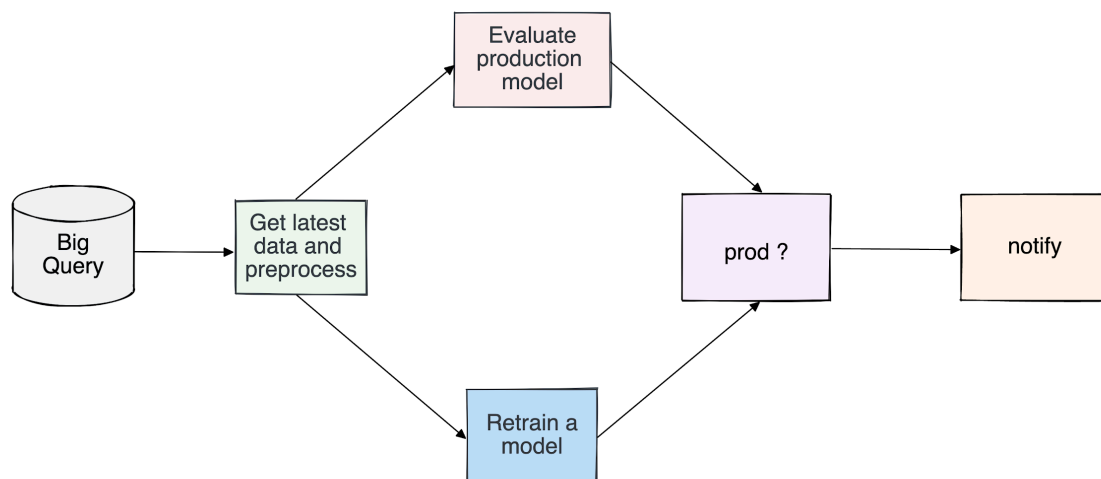 Evaluate
production
model
Big
Query
Get latest
data and
preprocess
prod ?
notify
Retrain a
model